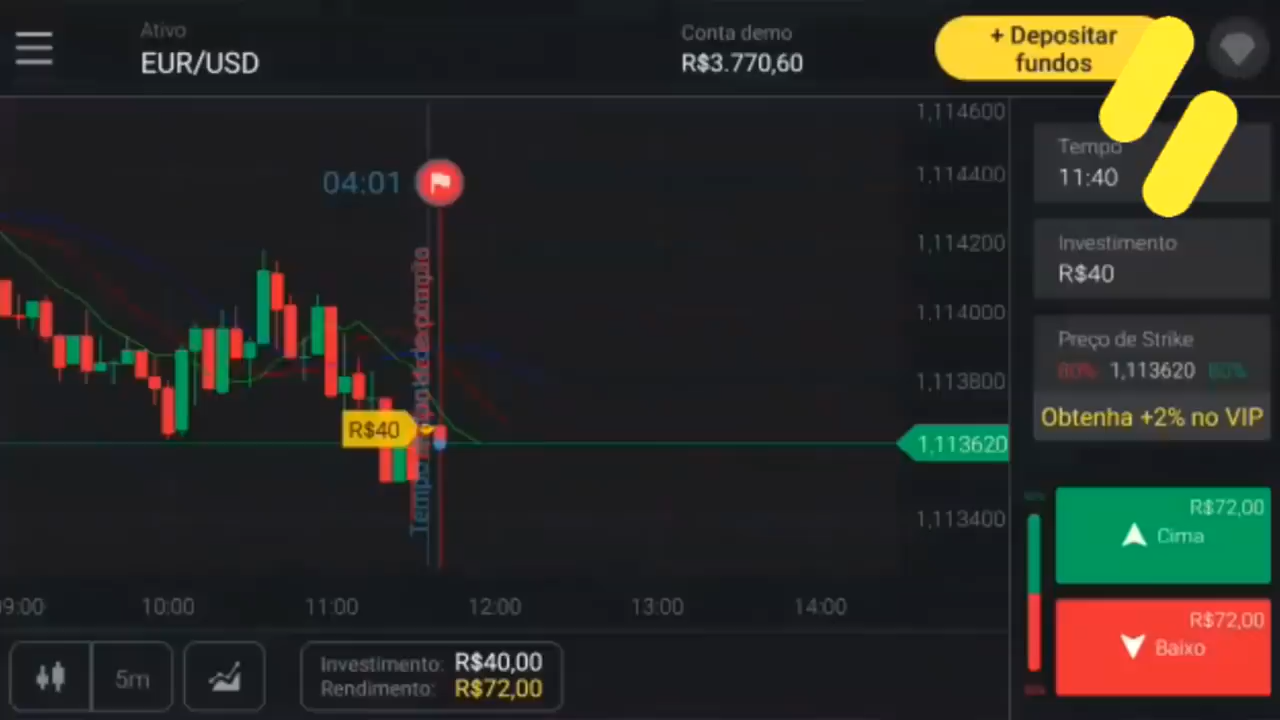 Ativo
EUR/USD
Conta demo
R$3.770,60
+ Depositar
fundos
1,114600
1,114400
1,114200
1,114000
1,113800
1,113620
1,113400
04:01
R$40
Tempo
11:40
Investimento
R$40
Preço de Strike
80% 1,113620 80%
Obtenha +2% no VIP
R$72,00
Cima
R$72,00
Baixo
09:00 10:00 11:00 12:00 13:00 14:00
5m
Investimento: R$40,00
Rendimento: R$72,00